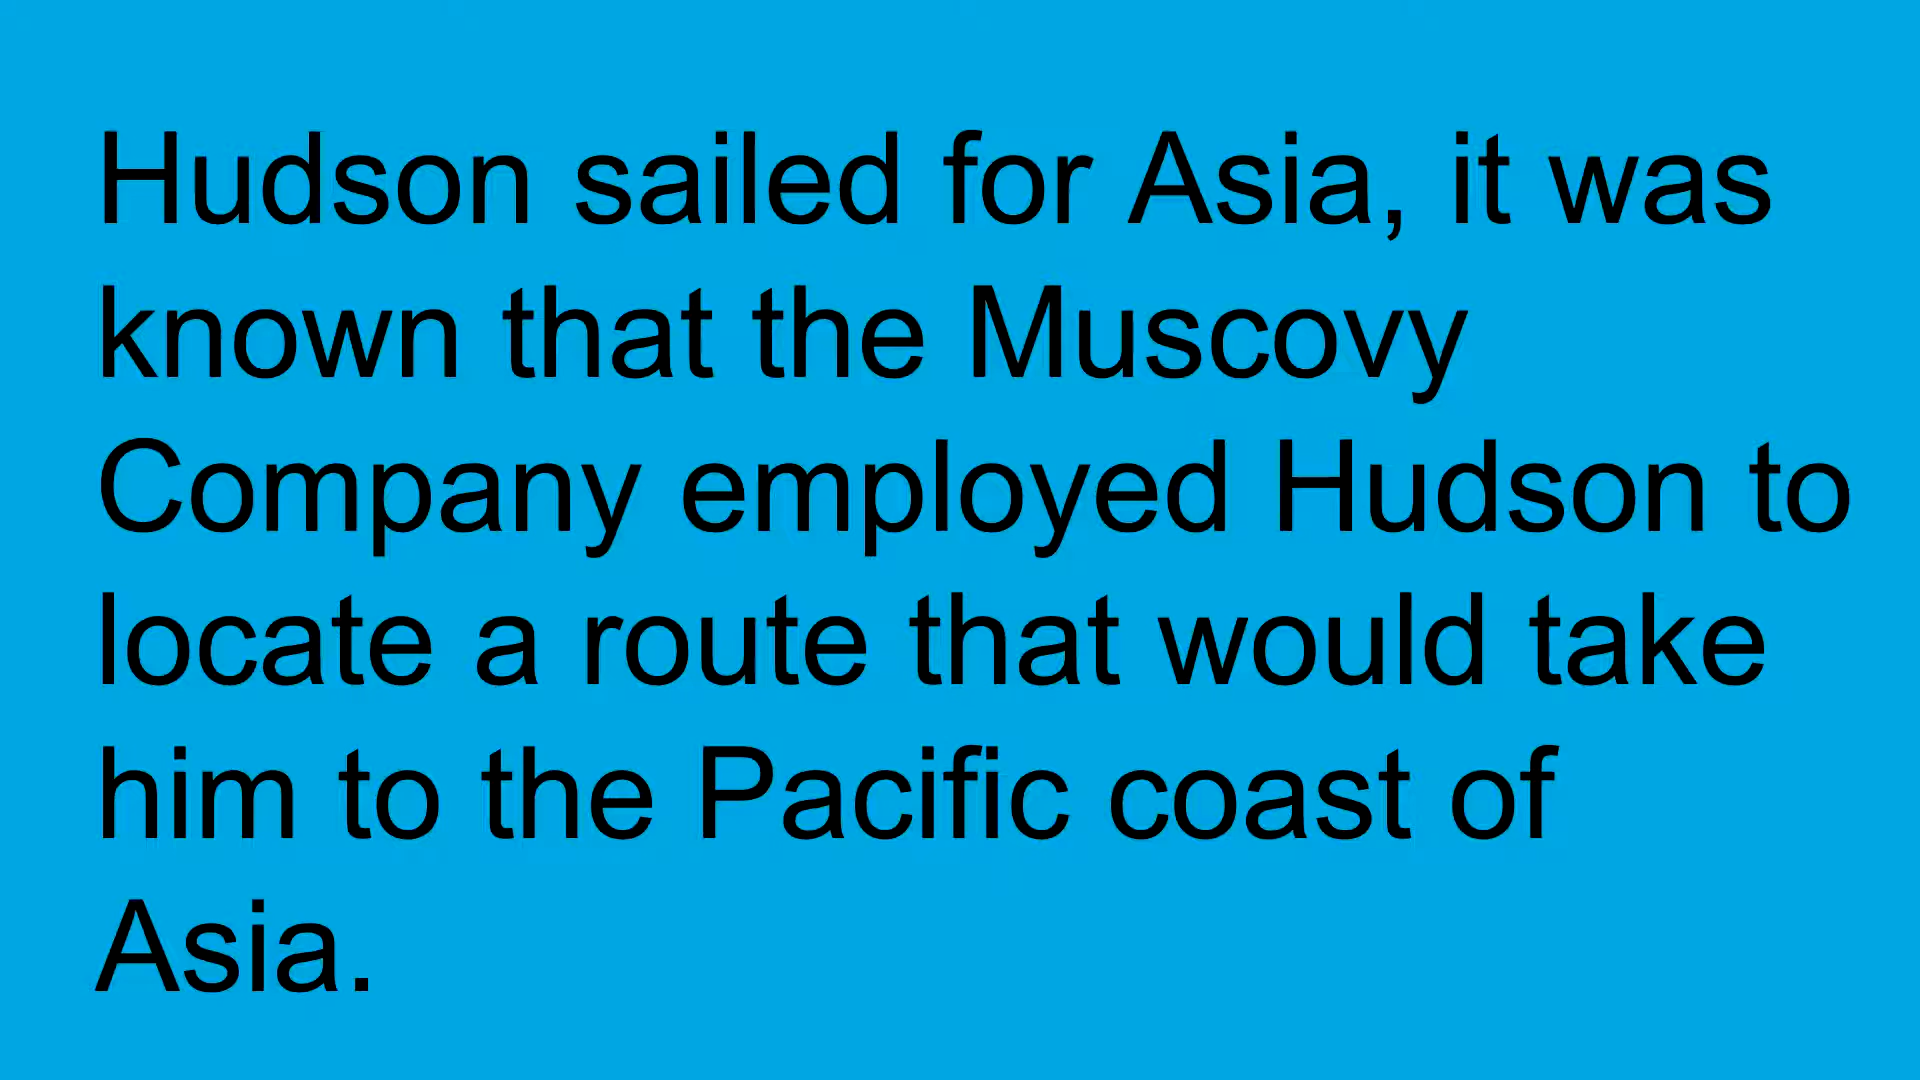 Hudson sailed for Asia, it was
known that the Muscovy
Company employed Hudson to
locate a route that would take
him to the Pacific coast of
Asia.